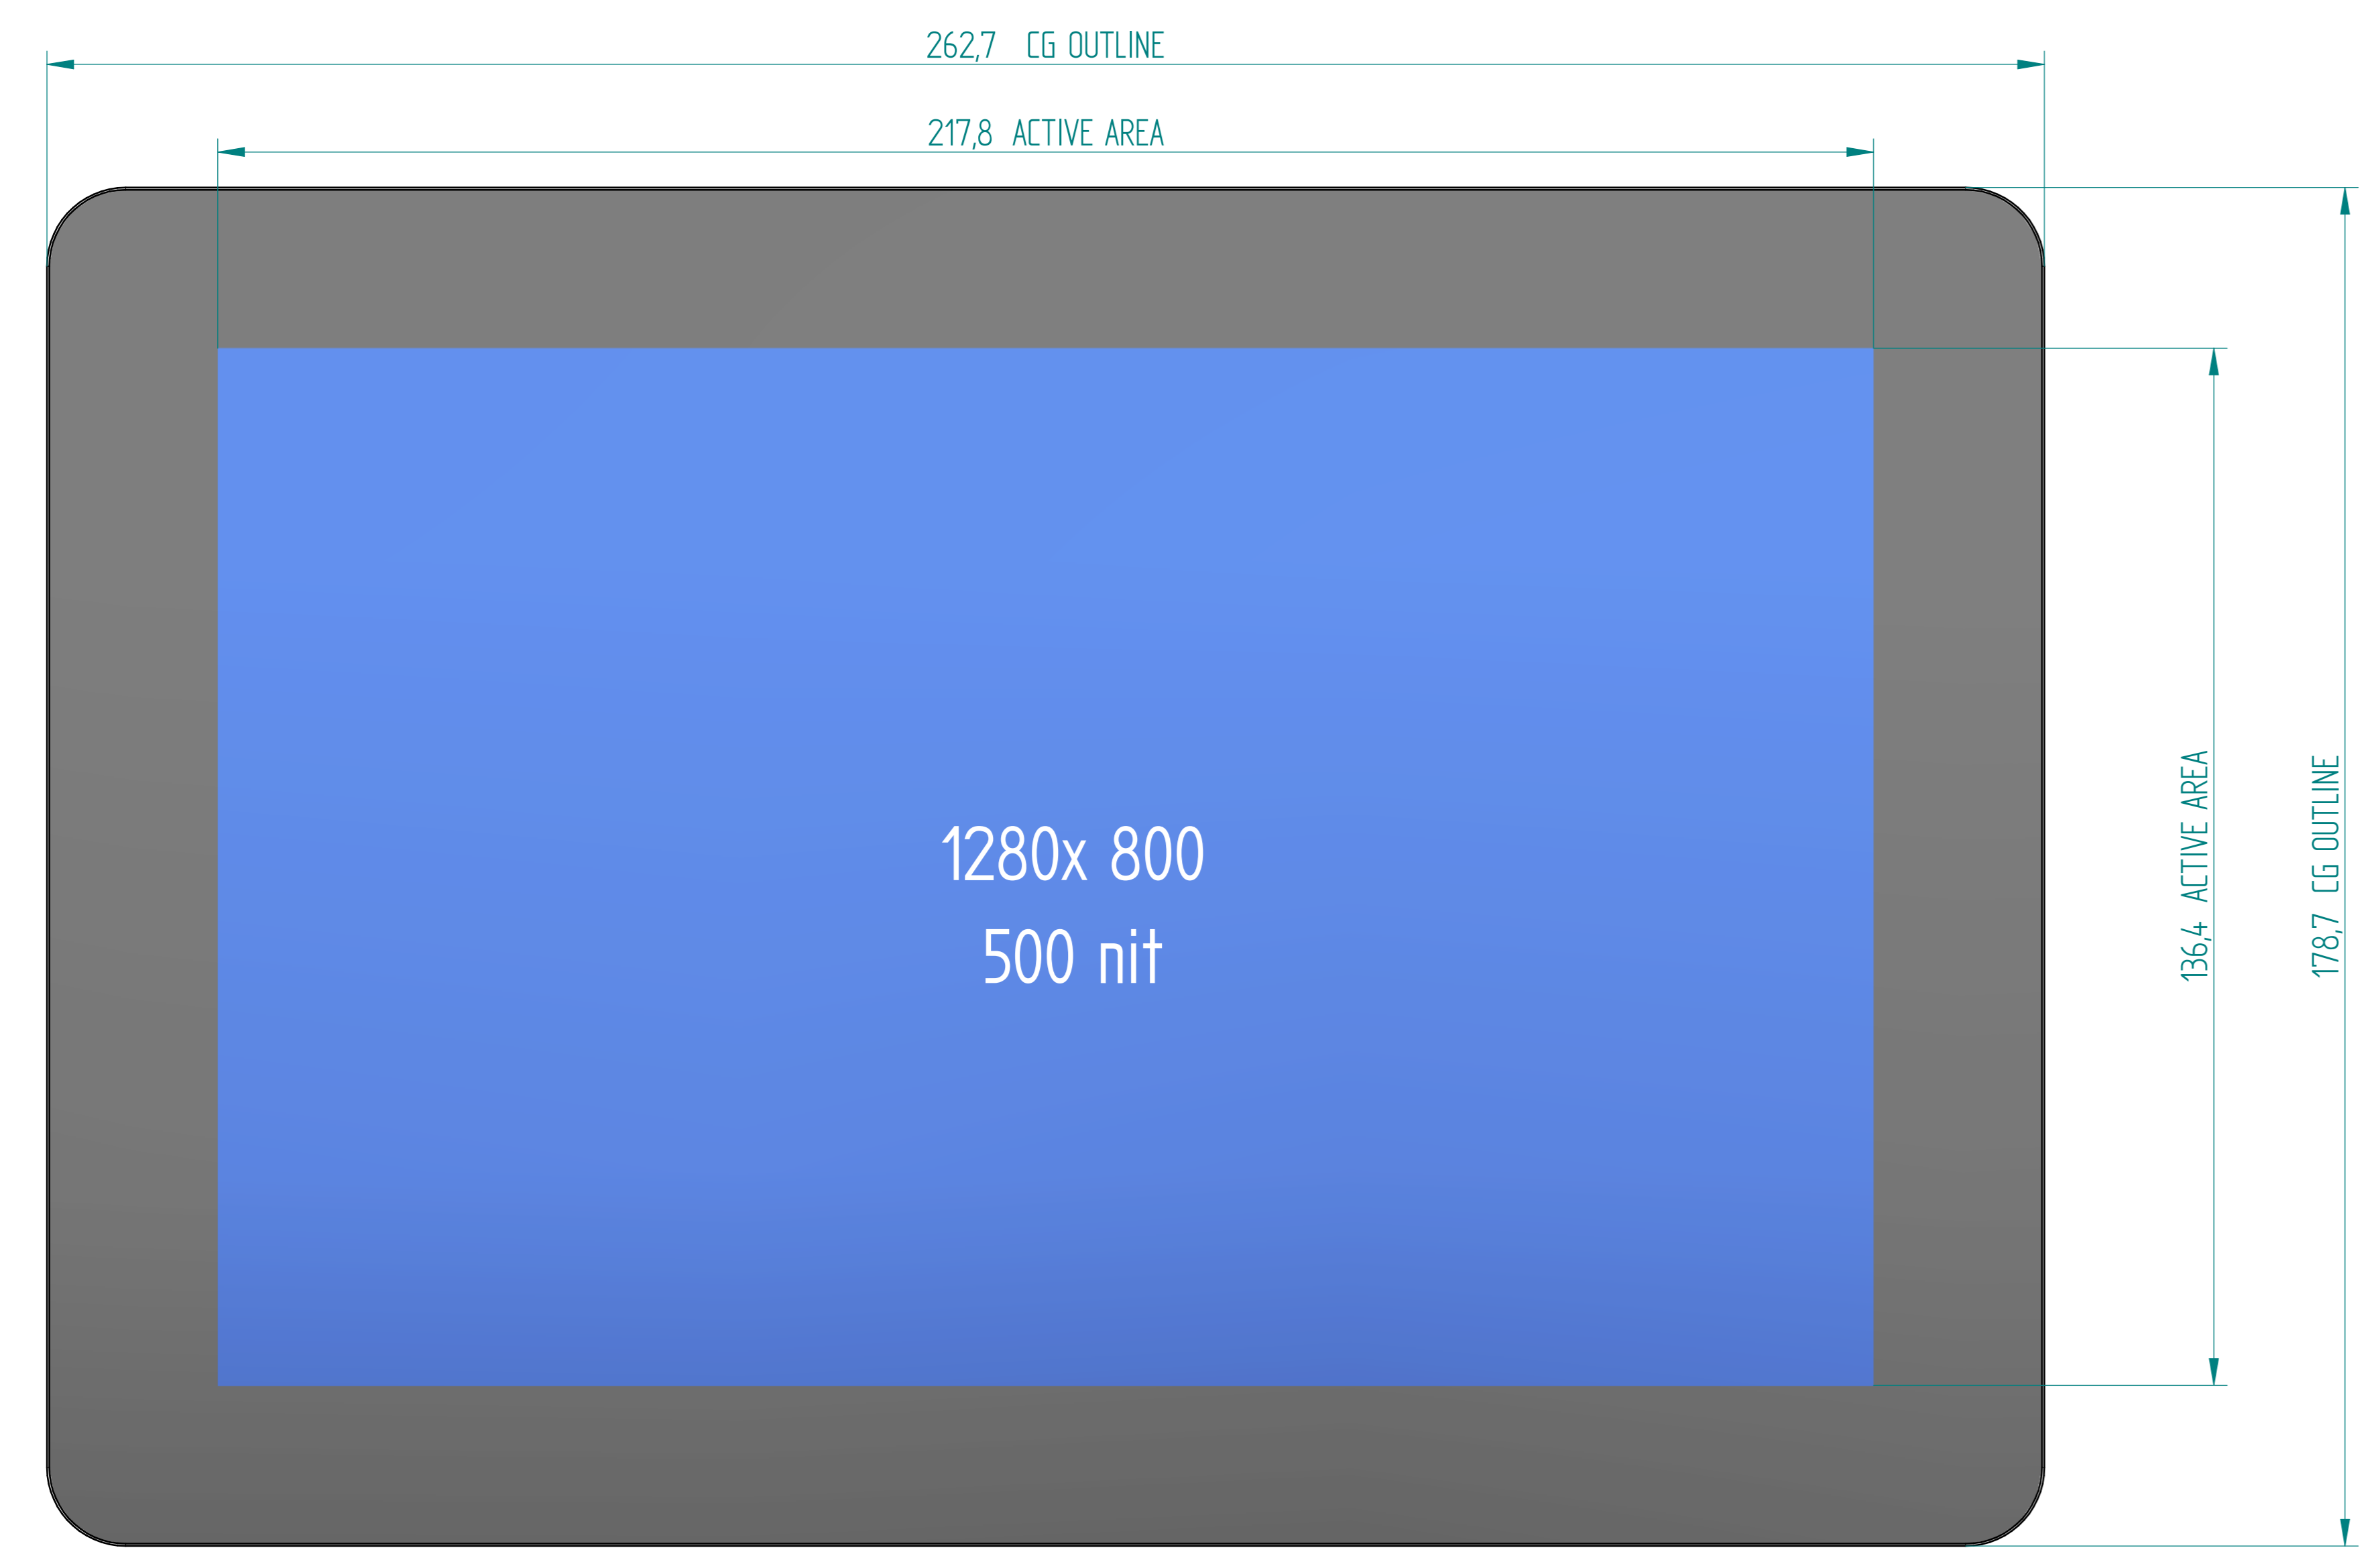 262,7 CG OUTLINE
217,8 ACTIVE AREA
1280x 800
500 nit
136,4 ACTIVE AREA
178,7 CG OUTLINE